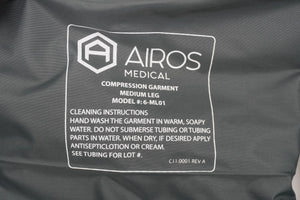 AIROS
MEDICAL
COMPRESSION GARMENT
MEDIUM LEG
MODEL #: 6-ML01
CLEANING INSTRUCTIONS
HAND WASH THE GARMENT IN WARM, SOAPY
WATER. DO NOT SUBMERSE TUBING OR TUBING
PARTS IN WATER. WHEN DRY, IF DESIRED APPLY
ANTISEPTICLOTION OR CREAM.
SEE TUBING FOR LOT #.
C11.0001 REV A